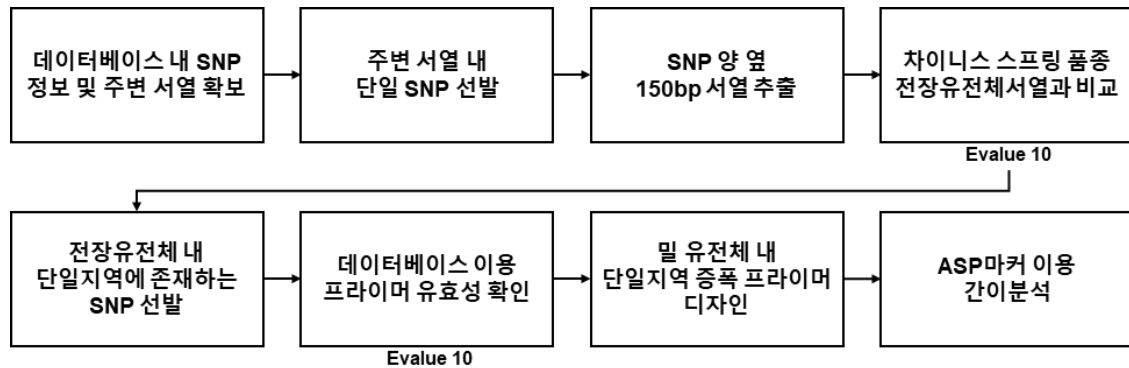 데이터베이스 내 SNP
정보 및 주변 서열 확보
주변 서열 내
단일 SNP 선발
SNP 양 옆
150bp 서열 추출
차이니스 스프링 품종
전장유전체서열과 비교
Evalue 10
전장유전체 내
단일지역에 존재하는
SNP 선발
데이터베이스 이용
프라이머 유효성 확인
Evalue 10
밀 유전체 내
단일지역 증폭 프라이머
디자인
ASP마커 이용
간이분석